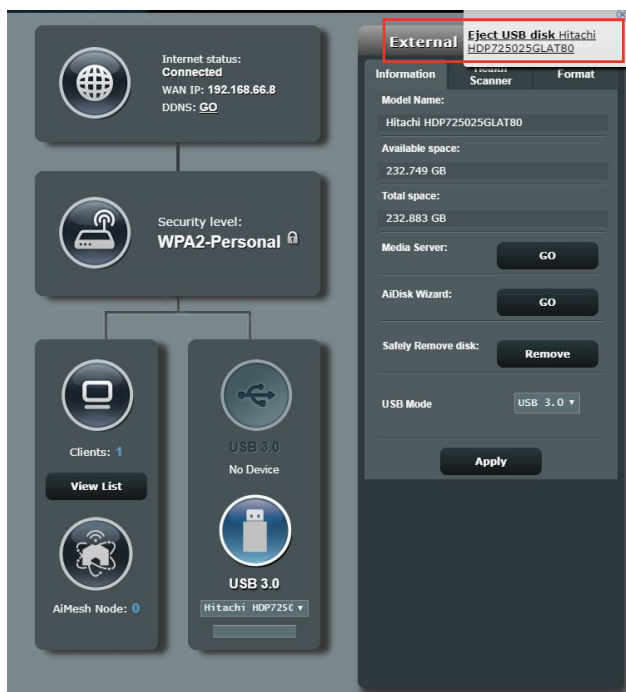 Internet status:
Connected
WAN IP: 192.168.66.8
DDNS: GO
Security level:
WPA2-Personal
Clients: 1
View List
AiMesh Node: 0
USB 3.0
No Device
USB 3.0
Hitachi HDP725
External
Eject USB disk Hitachi
HDP725025GLAT80
Information
Health
Scanner
Format
Model Name:
Hitachi HDP725025GLAT80
Available space:
232.749 GB
Total space:
232.883 GB
Media Server:
GO
AiDisk Wizard:
GO
Safely Remove disk:
Remove
USB Mode
USB 3.0
Apply